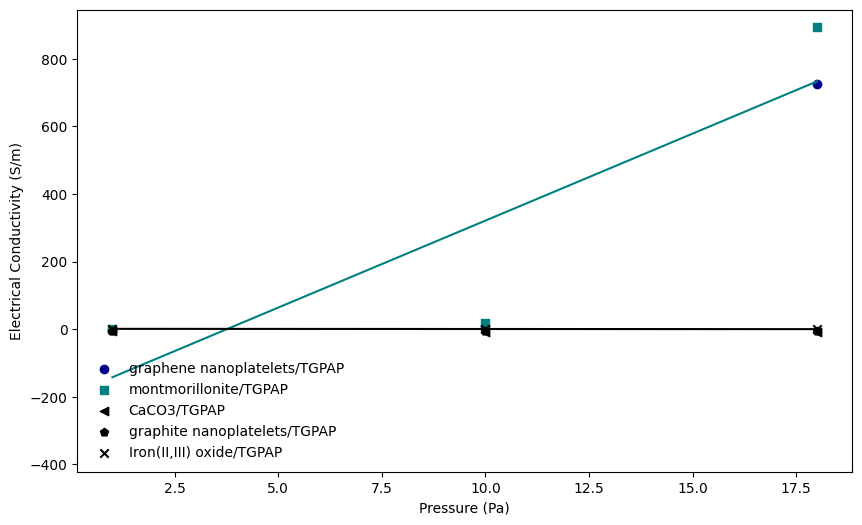 800
600
400
200
0
−200
−400
Electrical Conductivity (S/m)
graphene nanoplatelets/TGPAP
montmorillonite/TGPAP
CaCO3/TGPAP
graphite nanoplatelets/TGPAP
Iron(II,III) oxide/TGPAP
2.5 5.0 7.5 10.0 12.5 15.0 17.5
Pressure (Pa)